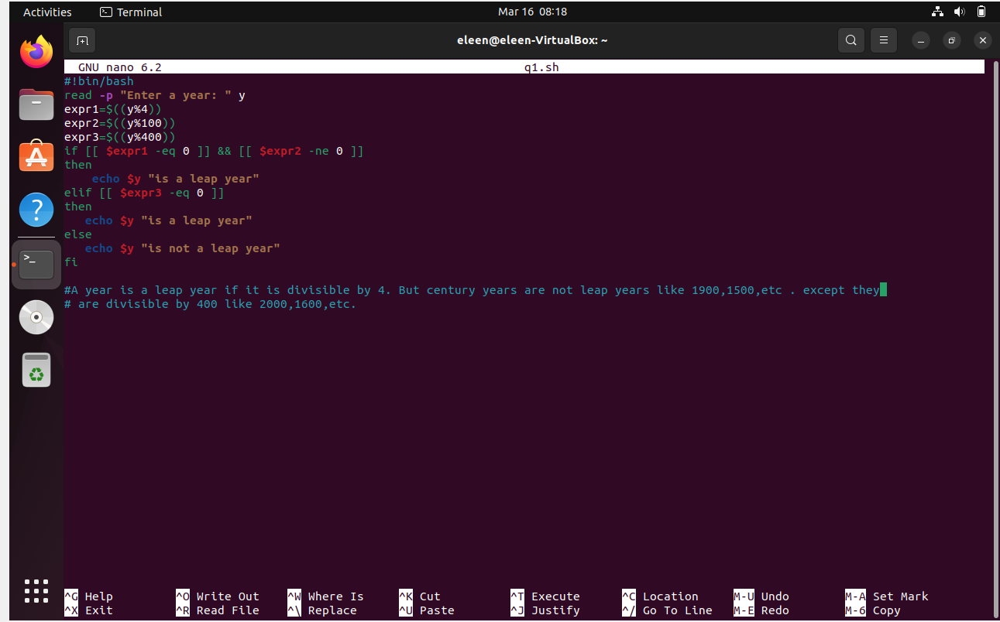 Activities Terminal Mar 16 08:18
eleen@eleen-VirtualBox: ~
GNU nano 6.2 q1.sh
#!bin/bash
read -p "Enter a year: " y
expr1=$((y%4))
expr2=$((y%100))
expr3=$((y%400))
if [[ $expr1 -eq 0 ]] && [[ $expr2 -ne 0 ]]
then
    echo $y "is a leap year"
elif [[ $expr3 -eq 0 ]]
then
   echo $y "is a leap year"
else
   echo $y "is not a leap year"
fi
#A year is a leap year if it is divisible by 4. But century years are not leap years like 1900,1500,etc . except they
# are divisible by 400 like 2000,1600,etc.
^G Help ^O Write Out ^W Where Is ^K Cut ^T Execute ^C Location M-U Undo M-A Set Mark
^X Exit ^R Read File ^\ Replace ^U Paste ^J Justify ^/ Go To Line M-E Redo M-6 Copy